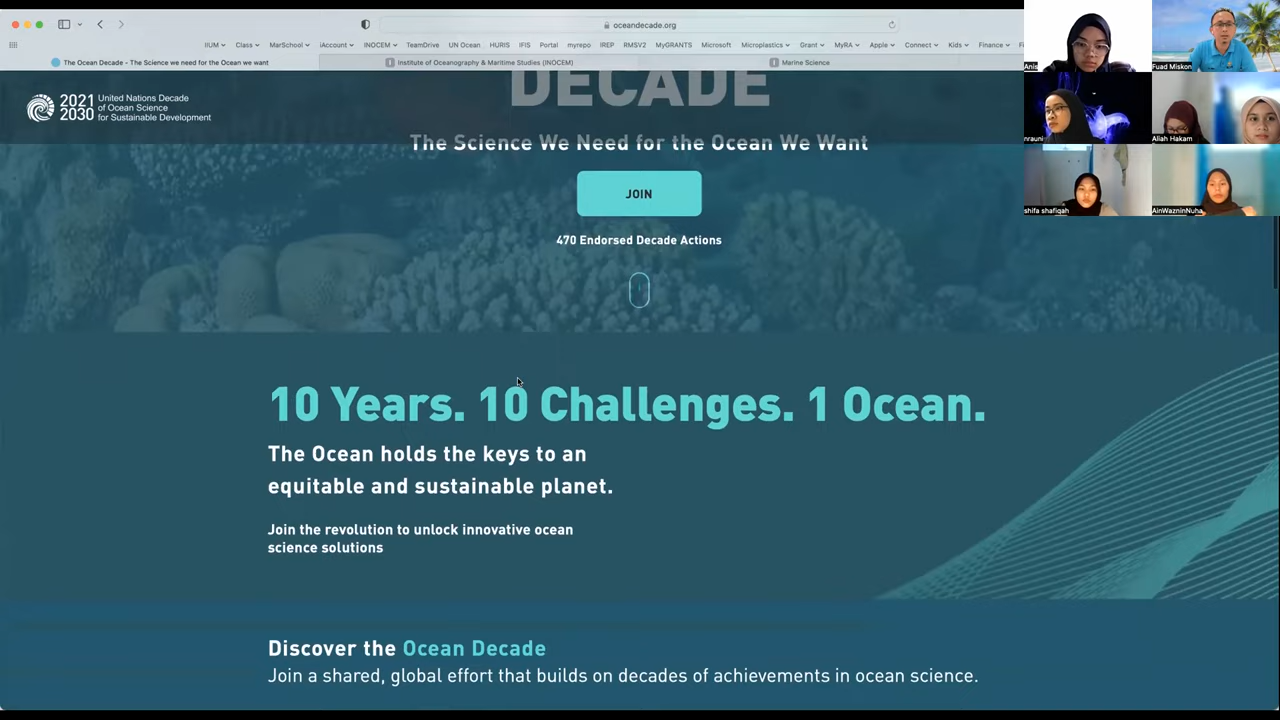 oceandecade.org
IIUM Class MarSchool iAccount INOCEM TeamDrive UN Ocean HURIS IFIS Portal myrepo IREP RMSV2 MyGRANTS Microsoft Microplastics MyRA Apple Connect Kids Finance
Grant
The Ocean Decade - The Science we need for the Ocean we want
Institute of Oceanography & Maritime Studies (INOCEM)
Marine Science
2021
2030
United Nations Decade
of Ocean Science
for Sustainable Development
DECADE
The Science We Need for the Ocean We Want
JOIN
470 Endorsed Decade Actions
10 Years. 10 Challenges. 1 Ocean.
The Ocean holds the keys to an
equitable and sustainable planet.
Join the revolution to unlock innovative ocean
science solutions
Discover the Ocean Decade
Join a shared, global effort that builds on decades of achievements in ocean science.
Anis
Fuad Miskon
nrauni
Aliah Hakam
shifa shafiqah
AinWazninNuha